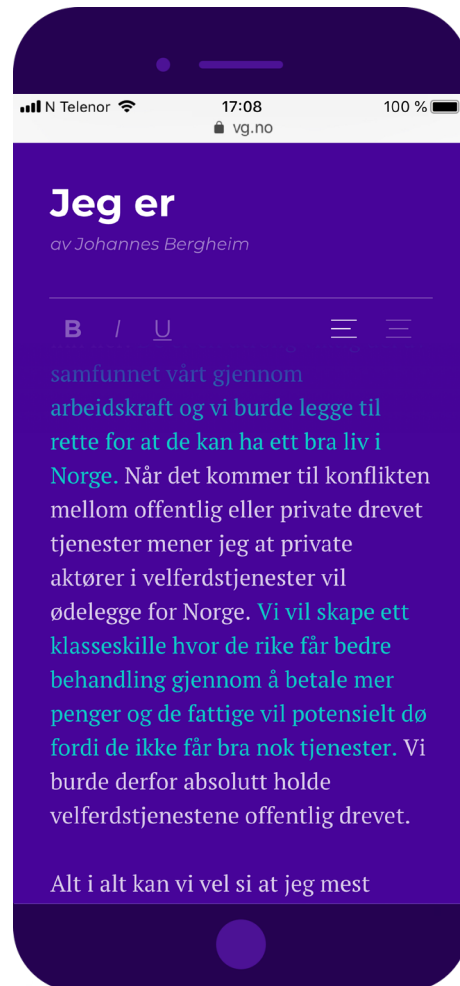 N Telenor 17:08 100 %
vg.no
Jeg er
av Johannes Bergheim
B I U
samfunnet vårt gjennom
arbeidskraft og vi burde legge til
rette for at de kan ha ett bra liv i
Norge. Når det kommer til konflikten
mellom offentlig eller private drevet
tjenester mener jeg at private
aktører i velferdstjenester vil
ødelegge for Norge. Vi vil skape ett
klasseskille hvor de rike får bedre
behandling gjennom å betale mer
penger og de fattige vil potensielt dø
fordi de ikke får bra nok tjenester. Vi
burde derfor absolutt holde
velferdstjenestene offentlig drevet.
Alt i alt kan vi vel si at jeg mest